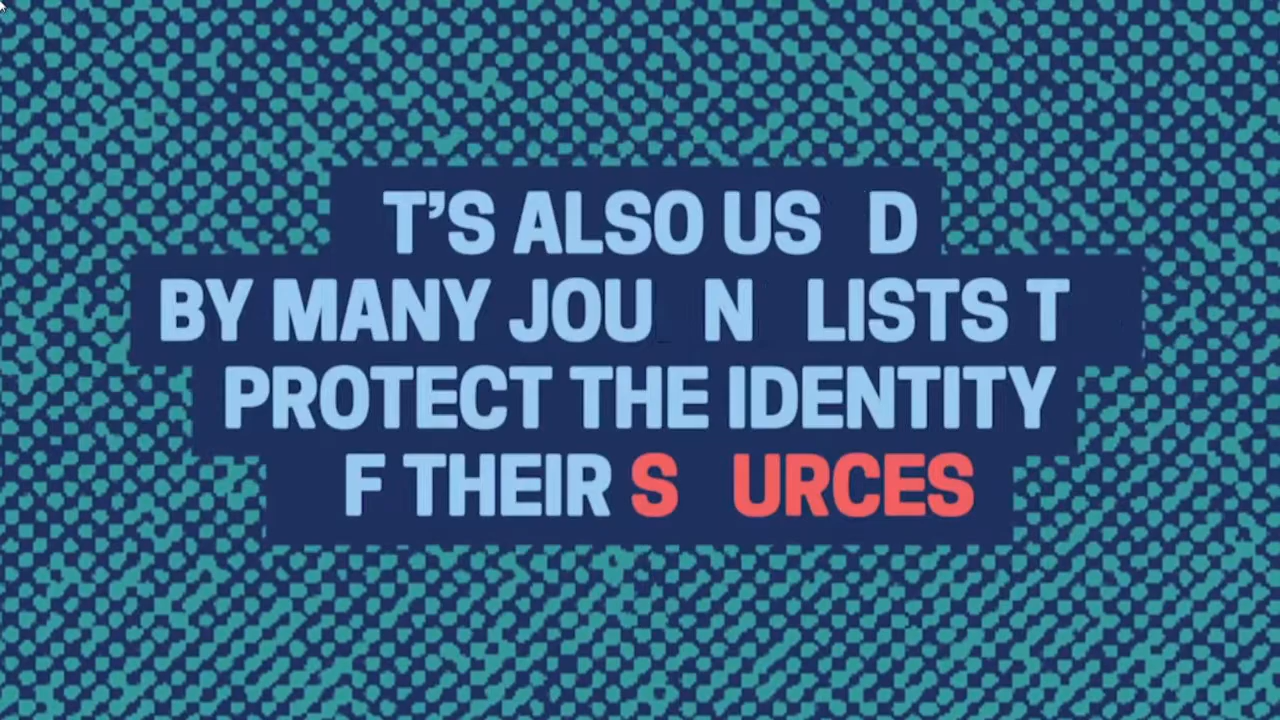 T'S ALSO US D
BY MANY JOU N LISTS T
PROTECT THE IDENTITY
F THEIR S URCES